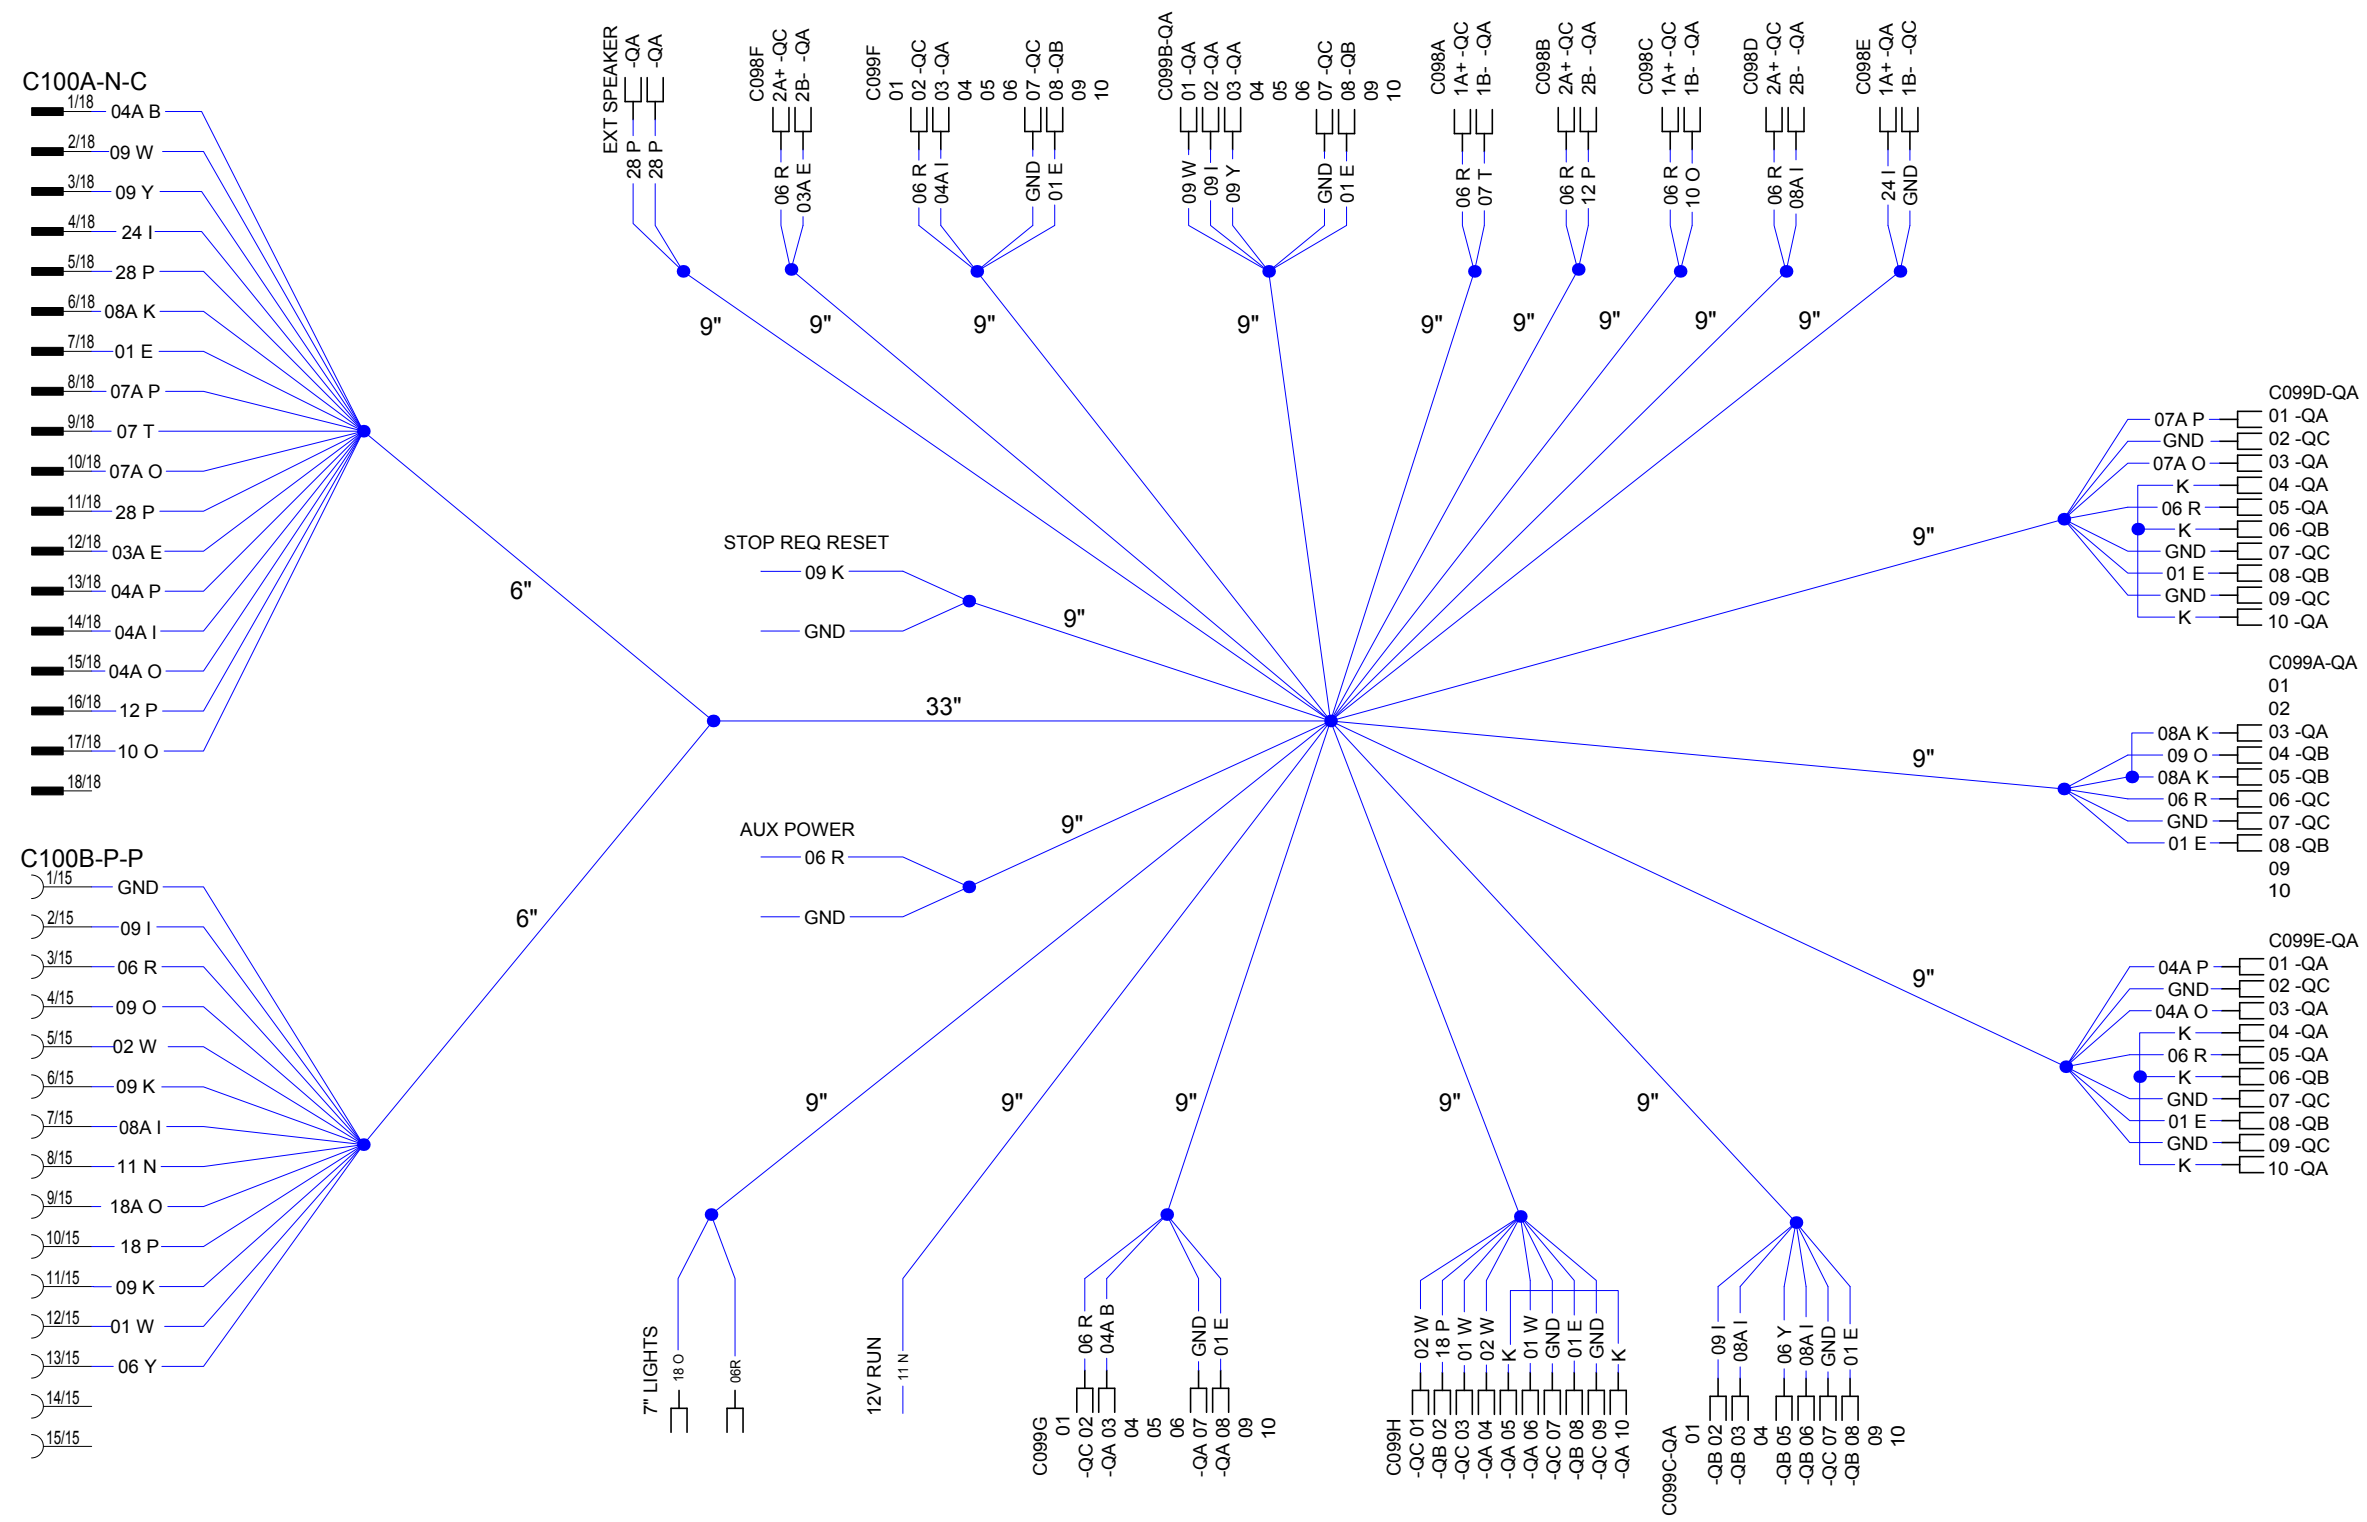 C100A-N-C
1/18 04A B
2/18 09 W
3/18 09 Y
4/18 24 I
5/18 28 P
6/18 08A K
7/18 01 E
8/18 07A P
9/18 07 T
10/18 07A O
11/18 28 P
12/18 03A E
13/18 04A P
14/18 04A I
15/18 04A O
16/18 12 P
17/18 10 O
18/18
C100B-P-P
1/15 GND
2/15 09 I
3/15 06 R
4/15 09 O
5/15 02 W
6/15 09 K
7/15 08A I
8/15 11 N
9/15 18A O
10/15 18 P
11/15 09 K
12/15 01 W
13/15 06 Y
14/15
15/15
6"
6"
33"
EXT SPEAKER
28 P -QA
28 P -QA
9"
C098F
06 R 2A+ -QC
03A E 2B- -QA
9"
C099F
01
06 R 02 -QC
04A I 03 -QA
04
05
06
GND 07 -QC
01 E 08 -QB
09
10
9"
C099B-QA
09 W 01 -QA
09 I 02 -QA
09 Y 03 -QA
04
05
06
GND 07 -QC
01 E 08 -QB
09
10
9"
C098A
06 R 1A+ -QC
07 T 1B- -QA
9"
C098B
06 R 2A+ -QC
12 P 2B- -QA
9"
C098C
06 R 1A+ -QC
10 O 1B- -QA
9"
C098D
06 R 2A+ -QC
08A I 2B- -QA
9"
C098E
24 I 1A+ -QA
GND 1B- -QC
9"
STOP REQ RESET
09 K
GND
9"
AUX POWER
06 R
GND
9"
C099D-QA
07A P 01 -QA
GND 02 -QC
07A O 03 -QA
K 04 -QA
06 R 05 -QA
K 06 -QB
GND 07 -QC
01 E 08 -QB
GND 09 -QC
K 10 -QA
9"
C099A-QA
01
02
08A K 03 -QA
09 O 04 -QB
08A K 05 -QB
06 R 06 -QC
GND 07 -QC
01 E 08 -QB
09
10
9"
C099E-QA
04A P 01 -QA
GND 02 -QC
04A O 03 -QA
K 04 -QA
06 R 05 -QA
K 06 -QB
GND 07 -QC
01 E 08 -QB
GND 09 -QC
K 10 -QA
9"
7" LIGHTS
18 O
06R
9"
12V RUN
11 N
9"
C099G
01
06 R -QC 02
04A B -QA 03
04
05
06
GND -QA 07
01 E -QA 08
09
10
9"
C099H
02 W -QC 01
18 P -QB 02
01 W -QC 03
02 W -QA 04
K -QA 05
01 W -QA 06
GND -QC 07
01 E -QB 08
GND -QC 09
K -QA 10
9"
C099C-QA
01
09 I -QB 02
08A I -QB 03
04
06 Y -QB 05
08A I -QB 06
GND -QC 07
01 E -QB 08
09
10